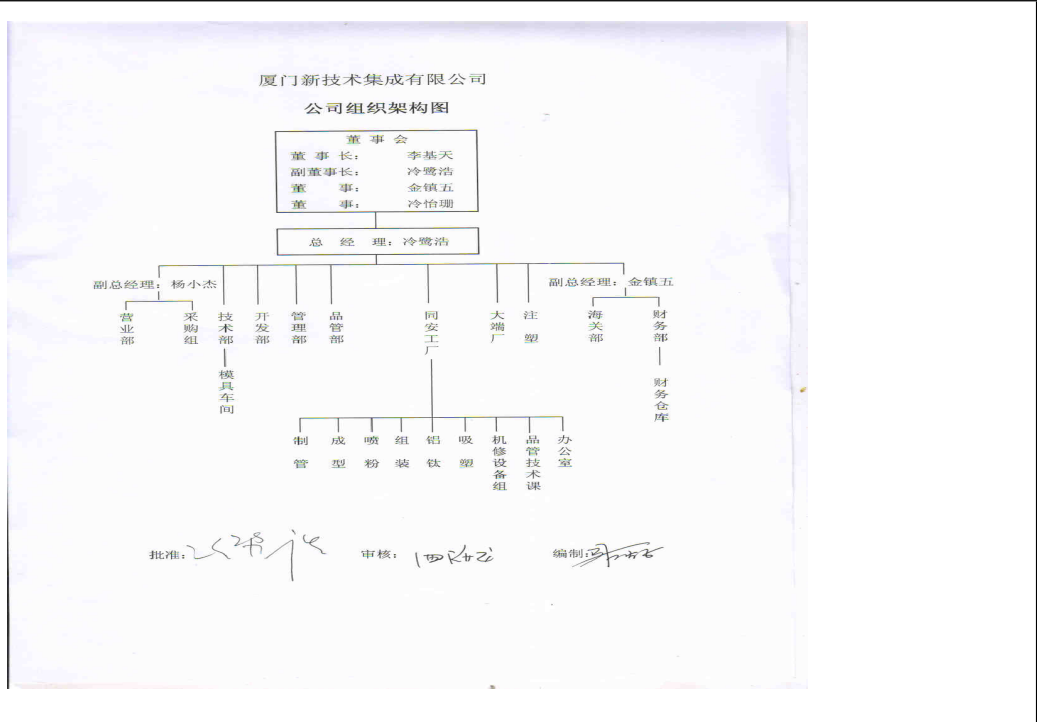 厦门新技术集成有限公司
公司组织架构图
董 事 会
董 事 长： 李基天
副董事长： 冷鹭浩
董 事： 金镇五
董 事： 冷怡珊
总 经 理：冷鹭浩
副总经理：杨小杰
副总经理：金镇五
营业部
采购组
技术部
开发部
管理部
品管部
同安工厂
大端厂
注 塑
海关部
财务部
模具车间
财务仓库
制 管
成 型
喷 粉
组 装
铝 钛
吸 塑
机修设备组
品管技术课
办公室
批准：
审核：
编制：